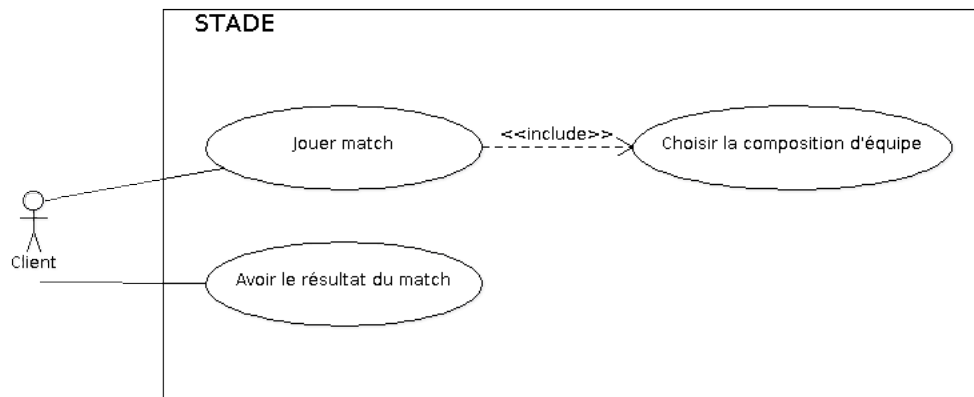 STADE
Jouer match
<<include>>
Choisir la composition d'équipe
Client
Avoir le résultat du match